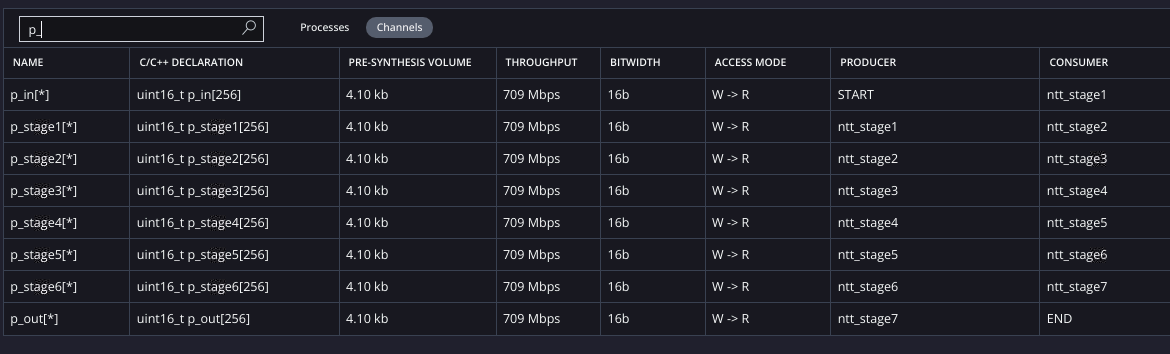 p_ Processes Channels
NAME C/C++ DECLARATION PRE-SYNTHESIS VOLUME THROUGHPUT BITWIDTH ACCESS MODE PRODUCER CONSUMER
p_in[*] uint16_t p_in[256] 4.10 kb 709 Mbps 16b W -> R START ntt_stage1
p_stage1[*] uint16_t p_stage1[256] 4.10 kb 709 Mbps 16b W -> R ntt_stage1 ntt_stage2
p_stage2[*] uint16_t p_stage2[256] 4.10 kb 709 Mbps 16b W -> R ntt_stage2 ntt_stage3
p_stage3[*] uint16_t p_stage3[256] 4.10 kb 709 Mbps 16b W -> R ntt_stage3 ntt_stage4
p_stage4[*] uint16_t p_stage4[256] 4.10 kb 709 Mbps 16b W -> R ntt_stage4 ntt_stage5
p_stage5[*] uint16_t p_stage5[256] 4.10 kb 709 Mbps 16b W -> R ntt_stage5 ntt_stage6
p_stage6[*] uint16_t p_stage6[256] 4.10 kb 709 Mbps 16b W -> R ntt_stage6 ntt_stage7
p_out[*] uint16_t p_out[256] 4.10 kb 709 Mbps 16b W -> R ntt_stage7 END